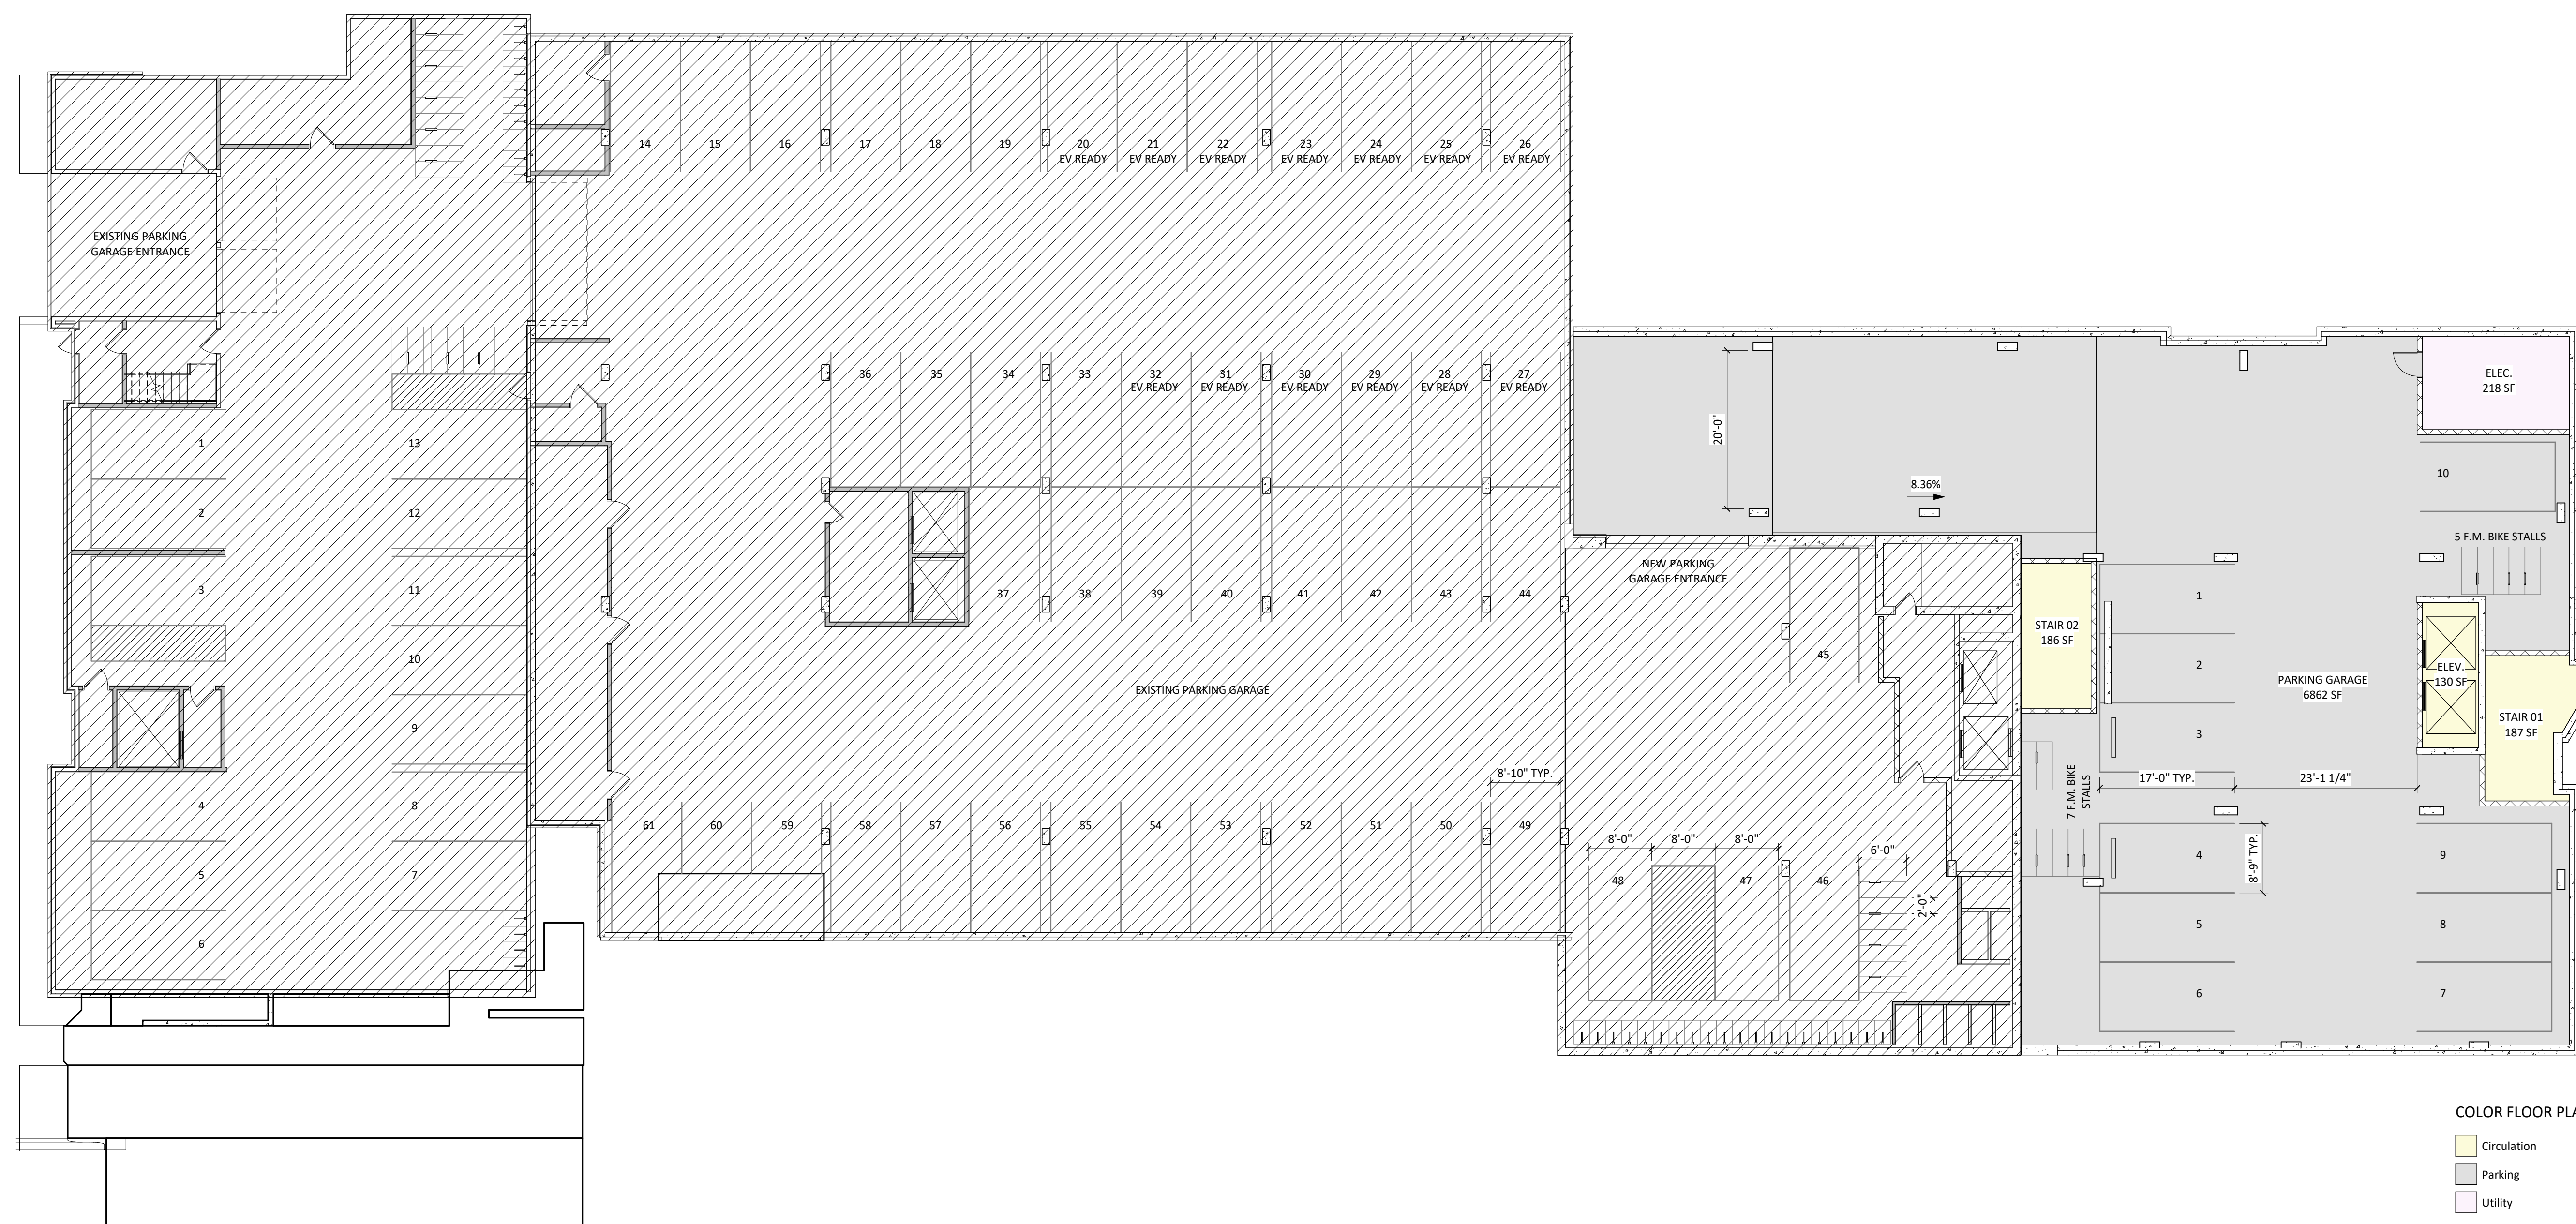 14
15
16
17
18
19
20
EV READY
21
EV READY
22
EV READY
23
EV READY
24
EV READY
25
EV READY
26
EV READY
EXISTING PARKING
GARAGE ENTRANCE
36
35
34
33
32
EV READY
31
EV READY
30
EV READY
29
EV READY
28
EV READY
27
EV READY
ELEC.
218 SF
20'-0"
8.36%
1
13
2
12
3
11
10
9
4
8
5
7
6
37
38
39
40
41
42
43
44
NEW PARKING
GARAGE ENTRANCE
45
EXISTING PARKING GARAGE
8'-10" TYP.
61
60
59
58
57
56
55
54
53
52
51
50
49
8'-0"
8'-0"
8'-0"
6'-0"
48
47
46
2'-0"
10
5 F.M. BIKE STALLS
STAIR 02
186 SF
1
2
3
PARKING GARAGE
6862 SF
ELEV.
130 SF
STAIR 01
187 SF
7 F.M. BIKE
STALLS
17'-0" TYP.
23'-1 1/4"
8'-9" TYP.
4
9
5
8
6
7
COLOR FLOOR PLA
Circulation
Parking
Utility